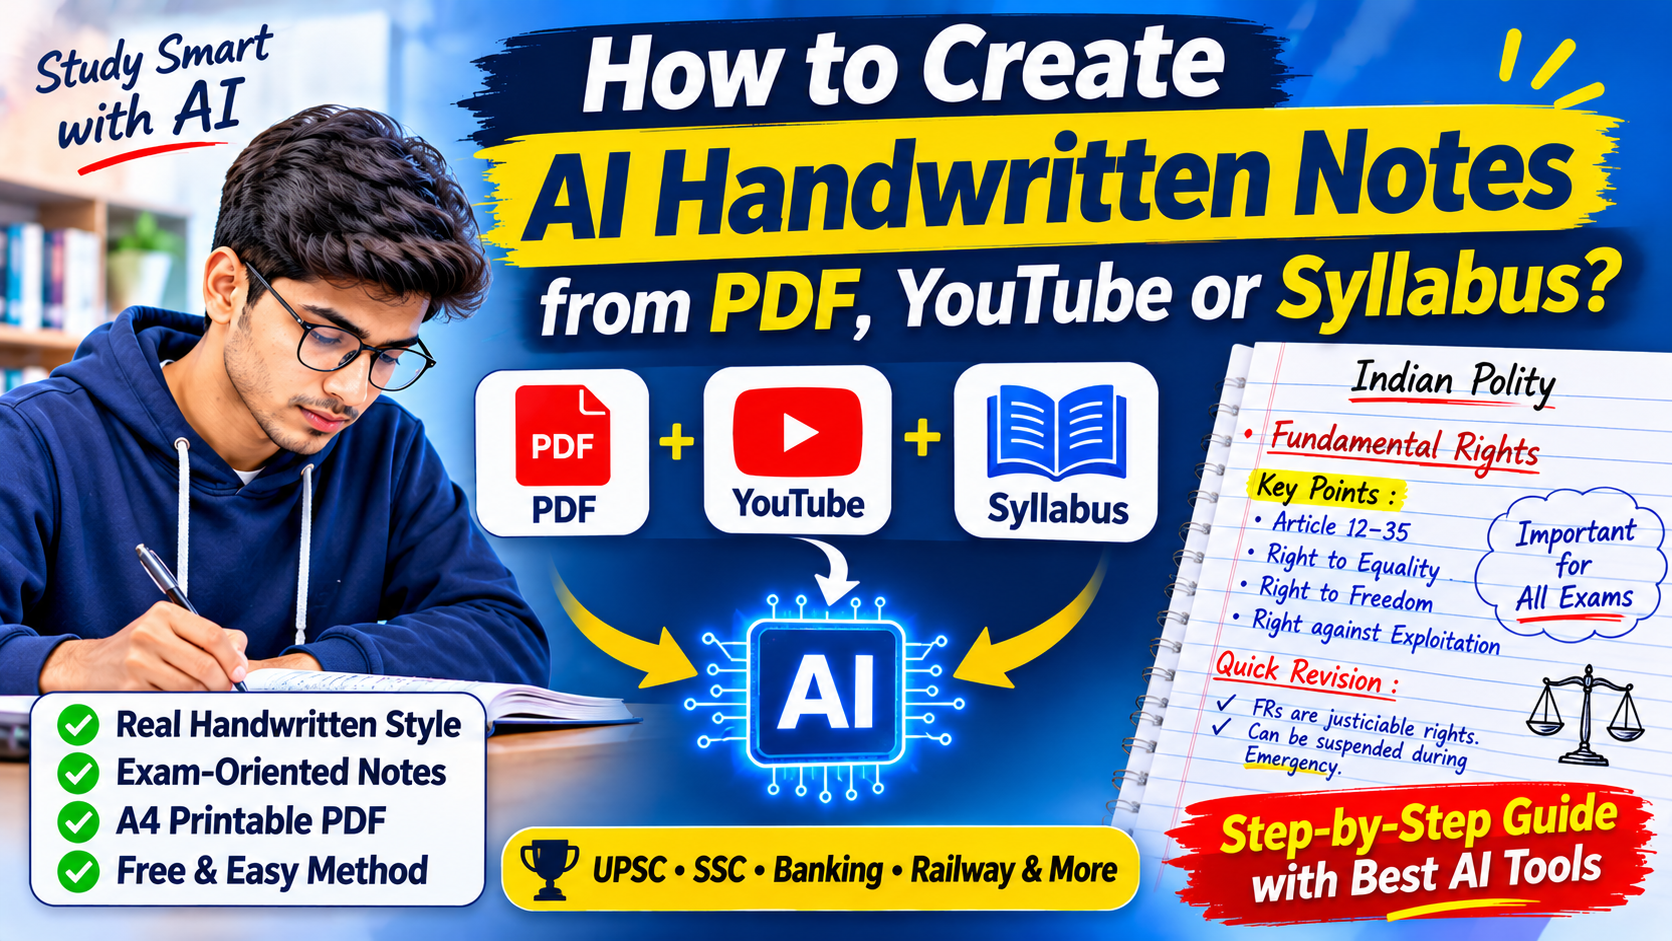 Study Smart
with AI
How to Create
AI Handwritten Notes
from PDF, YouTube or Syllabus?
PDF
PDF
+
YouTube
+
Syllabus
AI
Real Handwritten Style
Exam-Oriented Notes
A4 Printable PDF
Free & Easy Method
UPSC • SSC • Banking • Railway & More
Indian Polity
• Fundamental Rights
Key Points :
• Article 12–35
• Right to Equality
• Right to Freedom
• Right against Exploitation
Important
for
All Exams
Quick Revision :
✓ FRs are justiciable rights.
✓ Can be suspended during
Emergency.
Step-by-Step Guide
with Best AI Tools